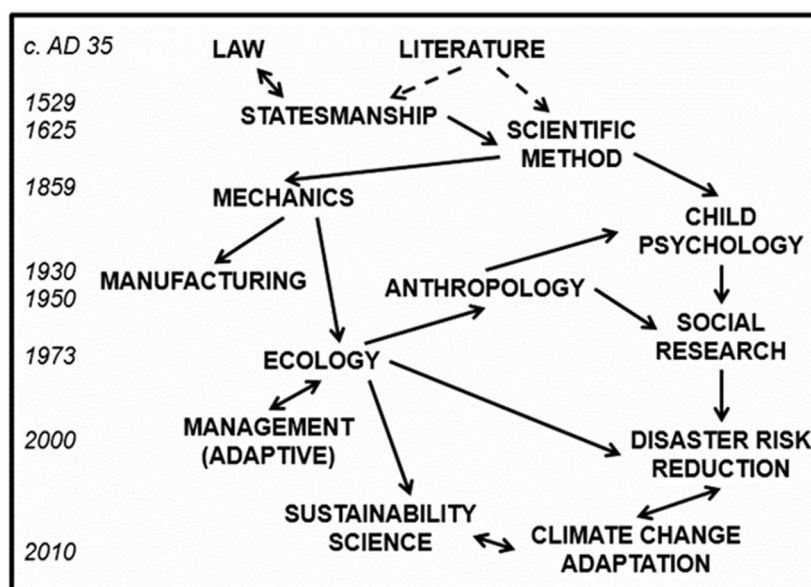 c. AD 35
LAW
LITERATURE
1529
STATESMANSHIP
1625
SCIENTIFIC
METHOD
1859
MECHANICS
CHILD
PSYCHOLOGY
1930
MANUFACTURING
ANTHROPOLOGY
1950
SOCIAL
RESEARCH
1973
ECOLOGY
MANAGEMENT
(ADAPTIVE)
2000
DISASTER RISK
REDUCTION
SUSTAINABILITY
SCIENCE
CLIMATE CHANGE
ADAPTATION
2010